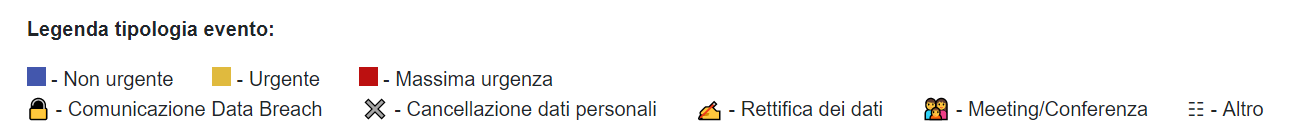 Legenda tipologia evento:
- Non urgente - Urgente - Massima urgenza
- Comunicazione Data Breach - Cancellazione dati personali - Rettifica dei dati - Meeting/Conferenza - Altro